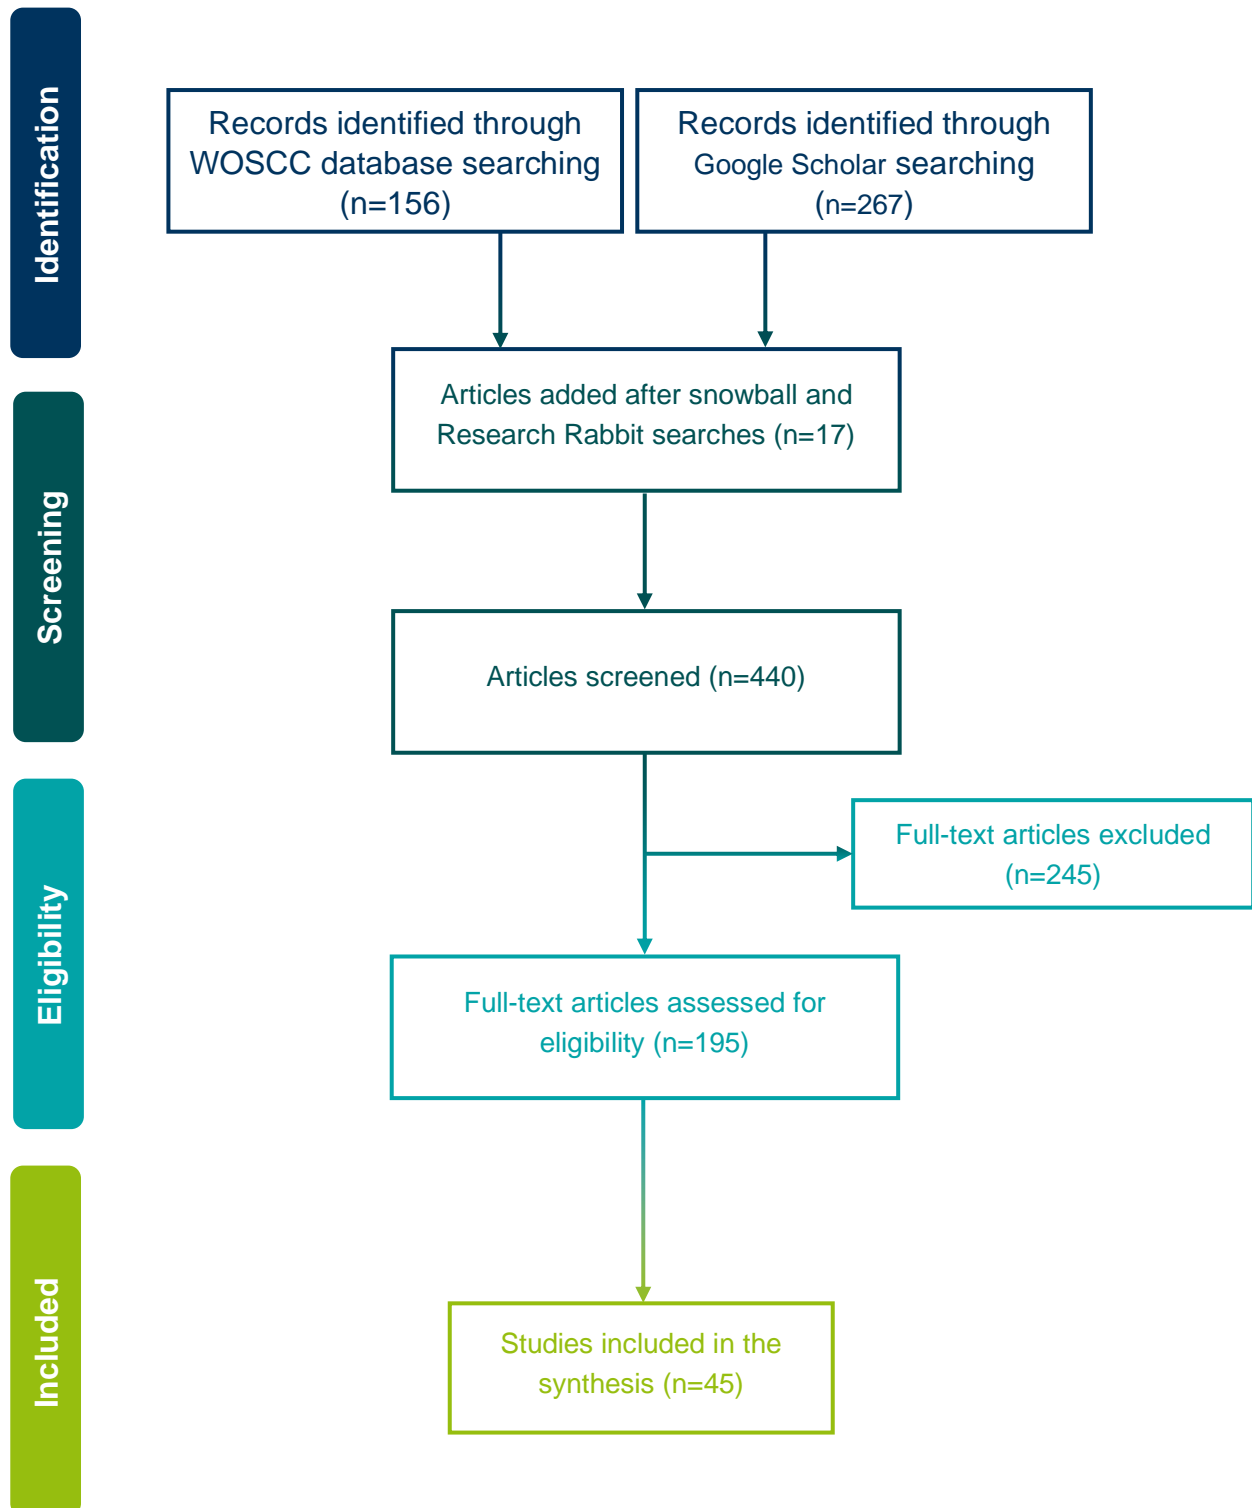 Identification
Records identified through
WOSCC database searching
(n=156)
Records identified through
Google Scholar searching
(n=267)
Articles added after snowball and
Research Rabbit searches (n=17)
Screening
Articles screened (n=440)
Eligibility
Full-text articles excluded
(n=245)
Full-text articles assessed for
eligibility (n=195)
Included
Studies included in the
synthesis (n=45)